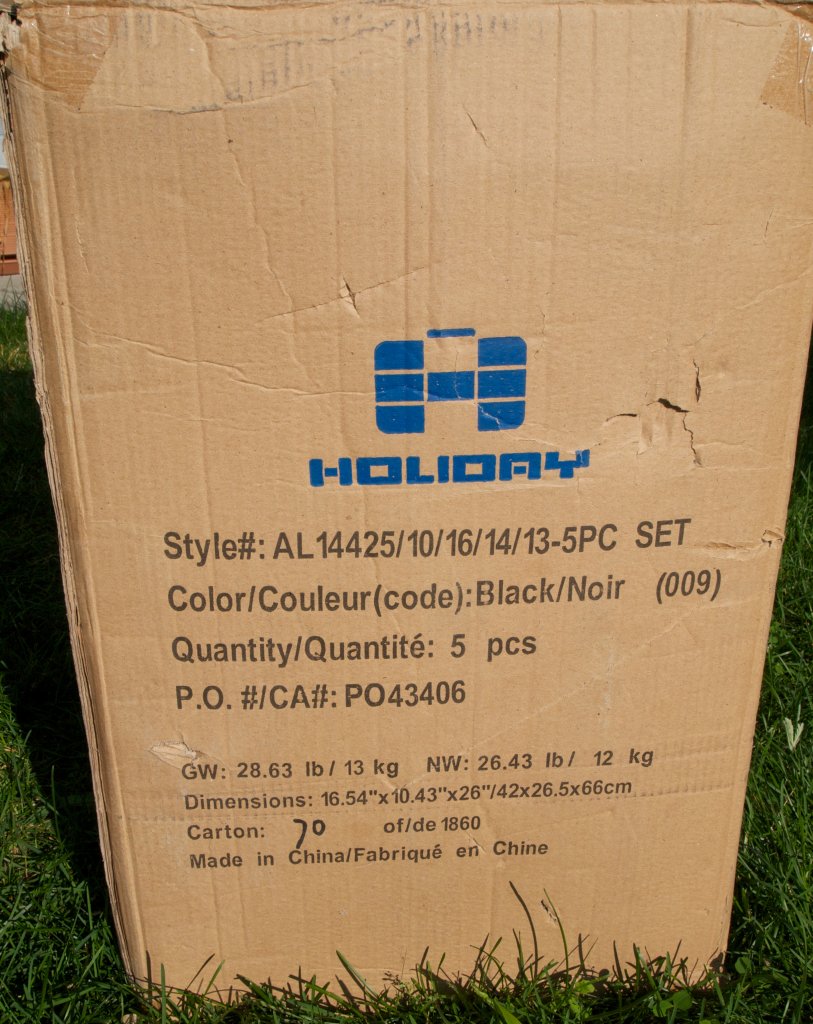 HOLIDAY
Style#: AL14425/10/16/14/13-5PC SET
Color/Couleur(code):Black/Noir (009)
Quantity/Quantité: 5 pcs
P.O. #/CA#: PO43406
GW: 28.63 lb / 13 kg NW: 26.43 lb / 12 kg
Dimensions: 16.54"x10.43"x26"/42x26.5x66cm
Carton: 70 of/de 1860
Made in China/Fabriqué en Chine